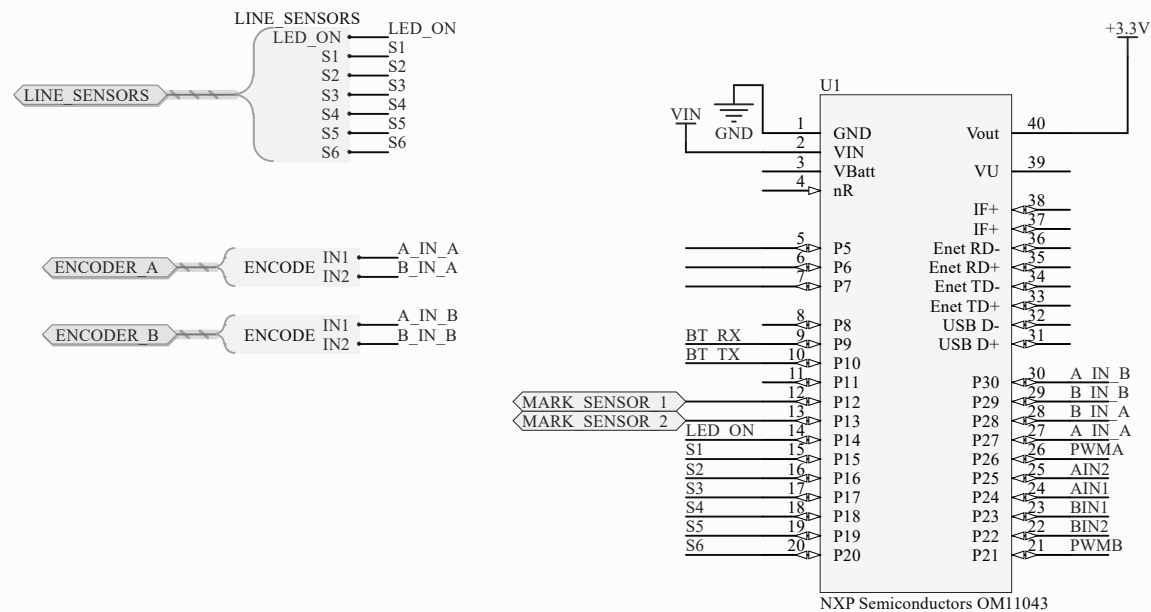 LINE_SENSORS
LED_ON LED_ON
S1 S1
S2 S2
LINE_SENSORS S3 S3
S4 S4
S5 S5
S6 S6
ENCODER_A ENCODE IN1 A_IN_A
IN2 B_IN_A
ENCODER_B ENCODE IN1 A_IN_B
IN2 B_IN_B
+3.3V
U1
VIN GND
1 GND Vout 40
2 VIN
3 VBatt VU 39
4 nR
IF+ 38
IF+ 37
5 P5 Enet RD- 36
6 P6 Enet RD+ 35
7 P7 Enet TD- 34
Enet TD+ 33
8 P8 USB D- 32
BT_RX 9 P9 USB D+ 31
BT_TX 10 P10
11 P11 P30 30 A_IN_B
MARK_SENSOR_1 12 P12 P29 29 B_IN_B
MARK_SENSOR_2 13 P13 P28 28 B_IN_A
LED_ON 14 P14 P27 27 A_IN_A
S1 15 P15 P26 26 PWMA
S2 16 P16 P25 25 AIN2
S3 17 P17 P24 24 AIN1
S4 18 P18 P23 23 BIN1
S5 19 P19 P22 22 BIN2
S6 20 P20 P21 21 PWMB
NXP Semiconductors OM11043